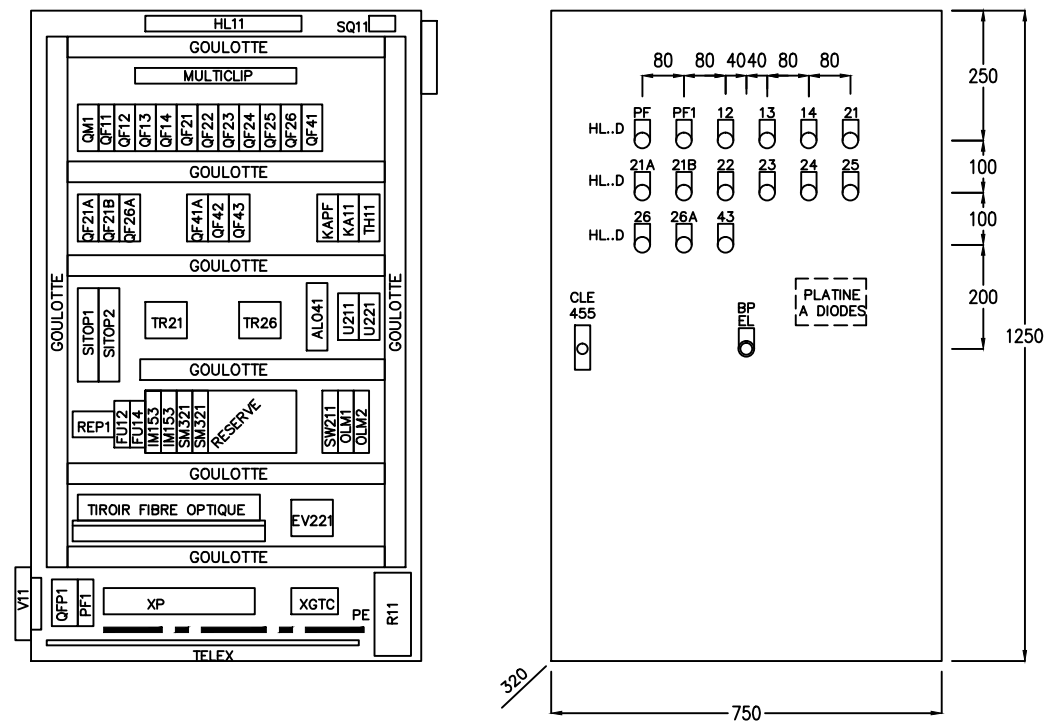 HL11
SQ11
GOULOTTE
MULTICLIP
QM1 QF11 QF12 QF13 QF14 QF21 QF22 QF23 QF24 QF25 QF26 QF41
GOULOTTE
QF21A QF21B QF26A QF41A QF42 QF43 KAPF KA11 TH11
GOULOTTE
GOULOTTE
GOULOTTE
SITOP1 SITOP2 TR21 TR26 AL041 U211 U221
GOULOTTE
REP1 FU12 FU14 IM153 IM153 SM321 SM321 RESERVE SW211 OLM1 OLM2
GOULOTTE
TIROIR FIBRE OPTIQUE
EV221
GOULOTTE
V11 QFP1 PF1 XP XGTC PE R11
TELEX
80 80 40 40 80 80
PF PF1 12 13 14 21
HL..D
21A 21B 22 23 24 25
HL..D
26 26A 43
HL..D
CLE
455
BP
EL
PLATINE
A DIODES
250
100
100
200
1250
320
750